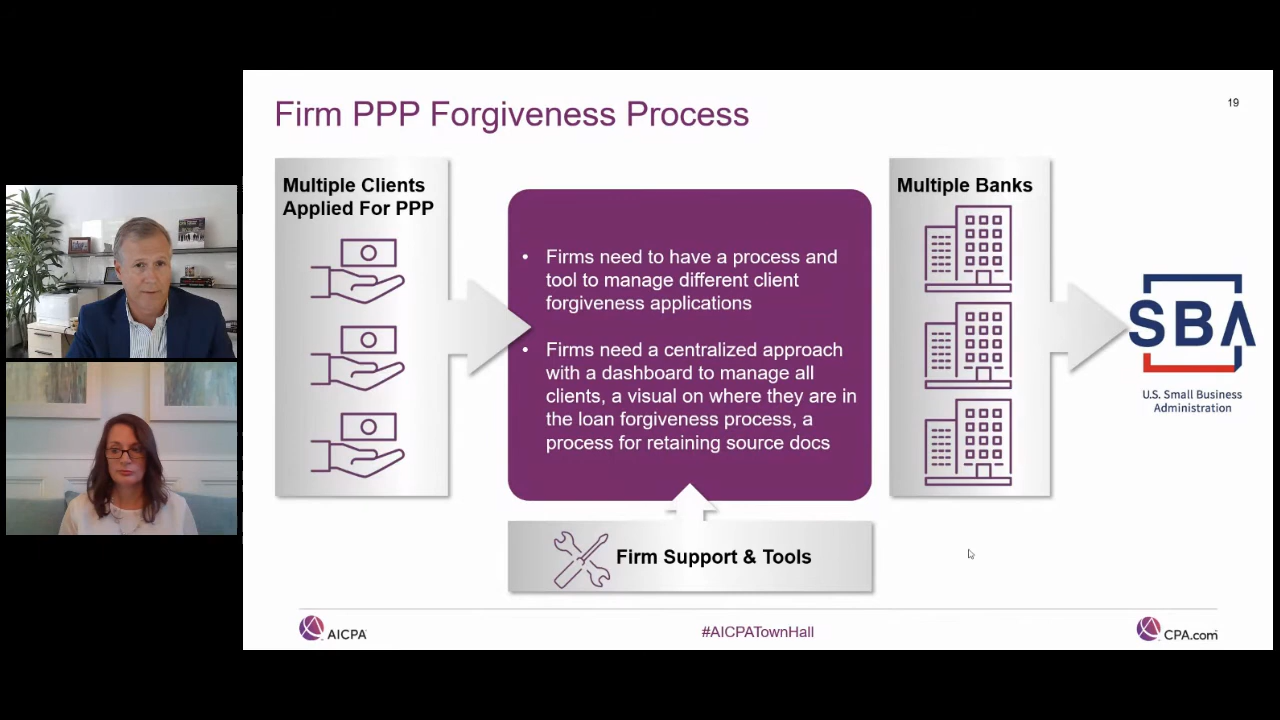 Firm PPP Forgiveness Process
19
Multiple Clients
Applied For PPP
• Firms need to have a process and
tool to manage different client
forgiveness applications
• Firms need a centralized approach
with a dashboard to manage all
clients, a visual on where they are in
the loan forgiveness process, a
process for retaining source docs
Multiple Banks
SBA
U.S. Small Business
Administration
Firm Support & Tools
AICPA
#AICPATownHall
CPA.com